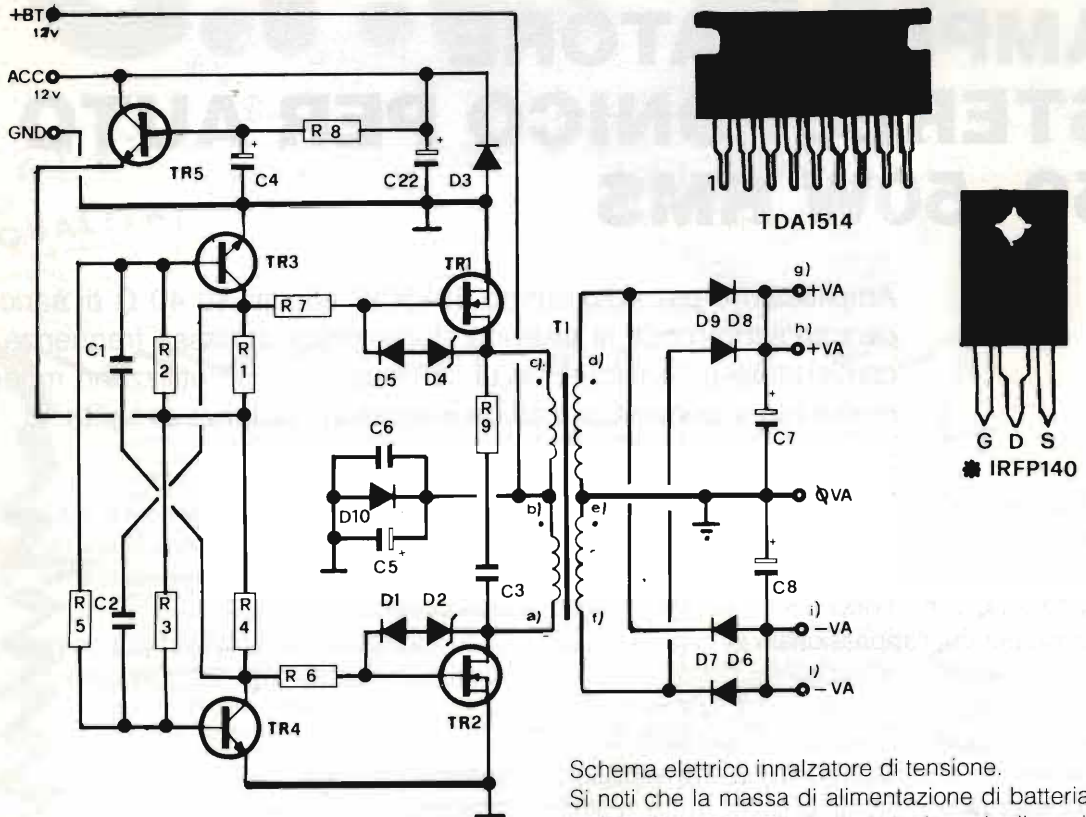 +BT
12v
ACC
12v
GND
TR5
R 8
C4
C22
D3
TR3
TR1
R 7
C1
R 2
R 1
D5 D4
R 9
C6
D10
C5
C3
b)
c)
a)
T1
d)
e)
f)
D9 D8
D7 D6
g)
+VA
h)
+VA
C7
ØVA
C8
i)
−VA
l)
−VA
C2
R 5
R 3
R 4
D1 D2
R 6
TR4
TR2
1
TDA1514
G D S
✱ IRFP140
Schema elettrico innalzatore di tensione.
Si noti che la massa di alimentazione di batteria